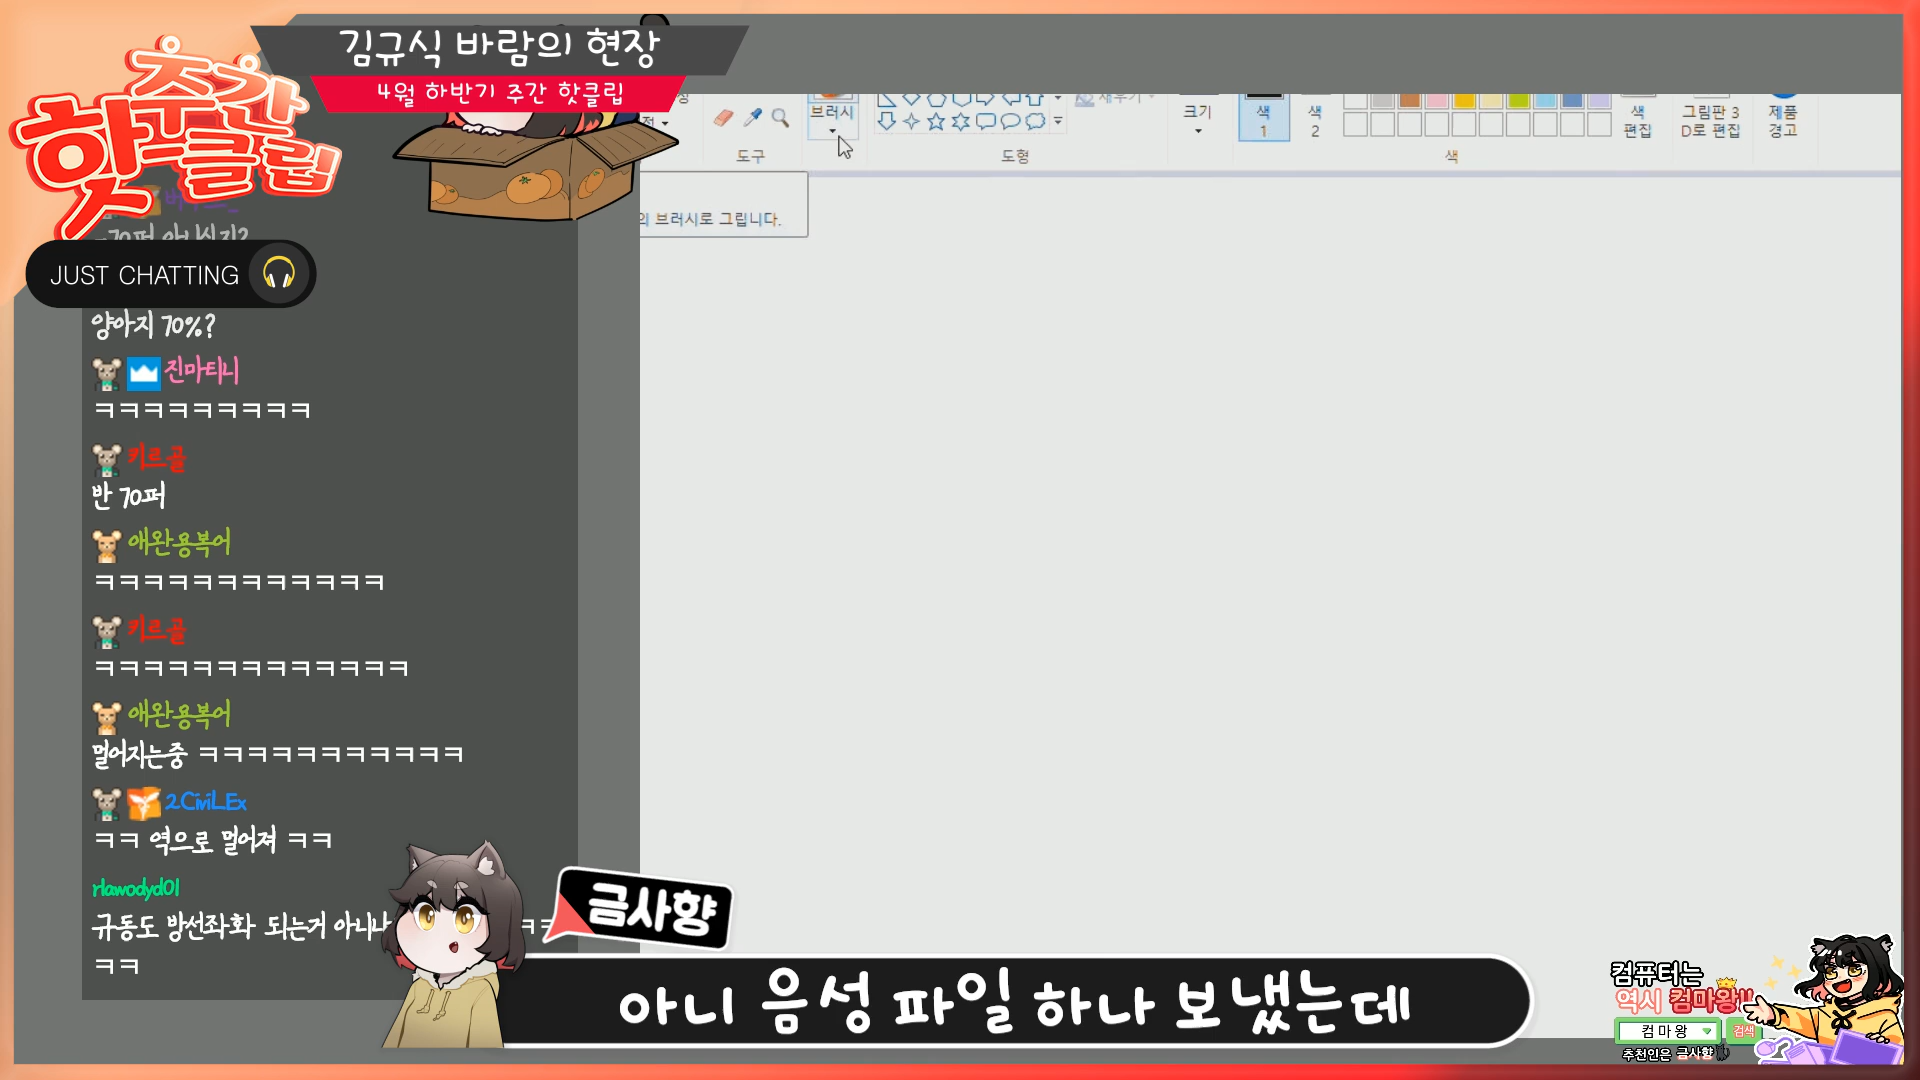 김규식 바람의 현장
4월 하반기 주간 핫클립
주간
핫클립
JUST CHATTING
양아지 70%?
진마티니
ㅋㅋㅋㅋㅋㅋㅋㅋㅋ
키르골
반 70퍼
애완용복어
ㅋㅋㅋㅋㅋㅋㅋㅋㅋㅋㅋㅋ
키르골
ㅋㅋㅋㅋㅋㅋㅋㅋㅋㅋㅋㅋㅋ
애완용복어
멀어지는중 ㅋㅋㅋㅋㅋㅋㅋㅋㅋㅋㅋ
2CiviLEx
ㅋㅋ 역으로 멀어져 ㅋㅋ
rlawodyd01
규동도 방선좌화 되는거 아니냐
ㅋㅋ
브러시
채우기
크기
색
1
색
2
색
편집
그림판 3
D로 편집
제품
경고
도구
도형
색
의 브러시로 그립니다.
금사향
아니 음성 파일 하나 보냈는데
컴퓨터는
역시 컴마왕!!
컴마왕
검색
추천인은 금사향